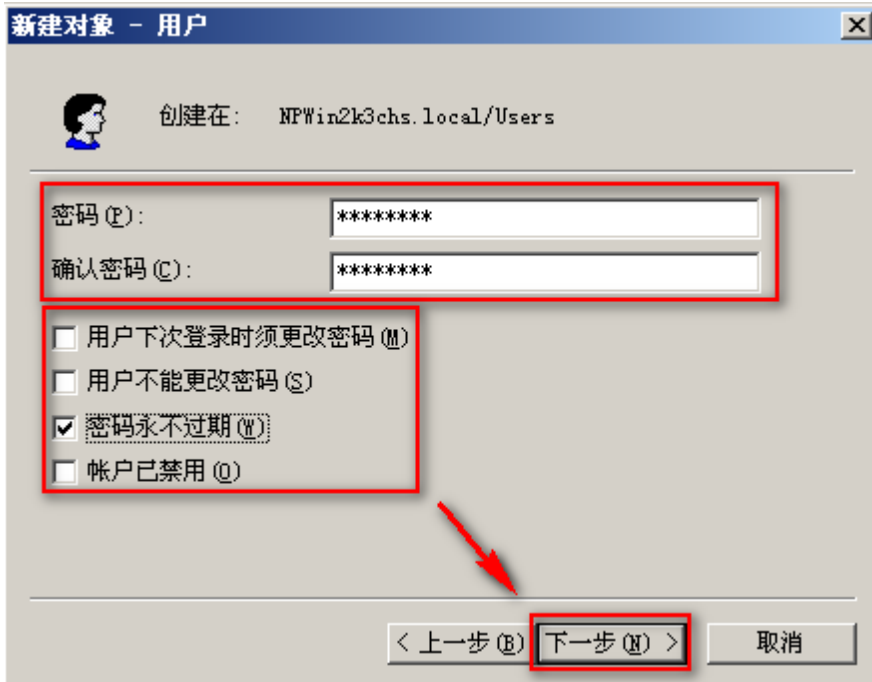 新建对象 - 用户
创建在: NPWin2k3chs.local/Users
密码(P): ********
确认密码(C): ********
用户下次登录时须更改密码(M)
用户不能更改密码(S)
密码永不过期(W)
帐户已禁用(O)
< 上一步(B) 下一步(N) > 取消